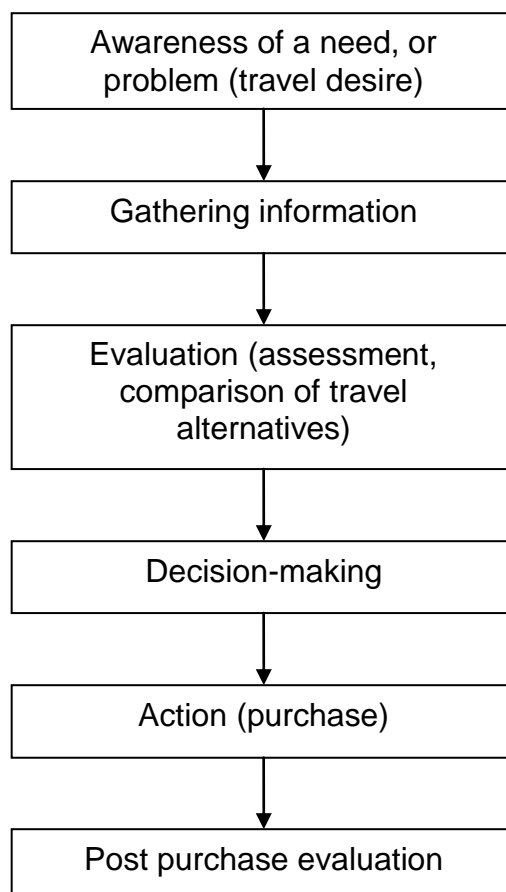 Awareness of a need, or
problem (travel desire)
Gathering information
Evaluation (assessment,
comparison of travel
alternatives)
Decision-making
Action (purchase)
Post purchase evaluation